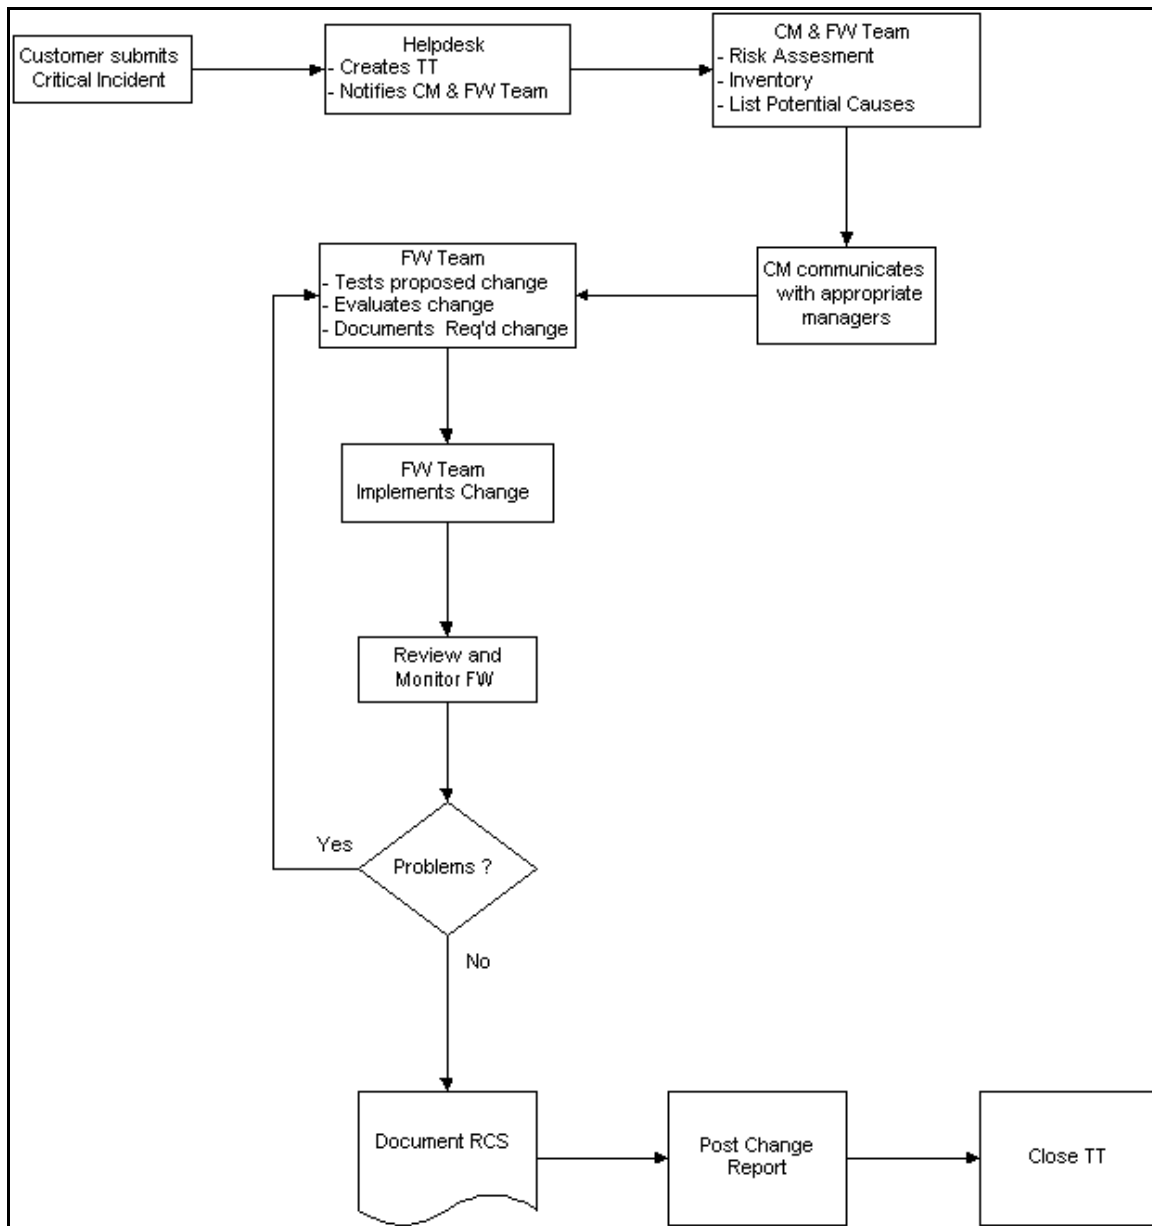 Customer submits
Critical Incident
Helpdesk
- Creates TT
- Notifies CM & FW Team
CM & FW Team
- Risk Assesment
- Inventory
- List Potential Causes
CM communicates
with appropriate
managers
FW Team
- Tests proposed change
- Evaluates change
- Documents Req'd change
FW Team
Implements Change
Review and
Monitor FW
Problems ?
Yes
No
Document RCS
Post Change
Report
Close TT